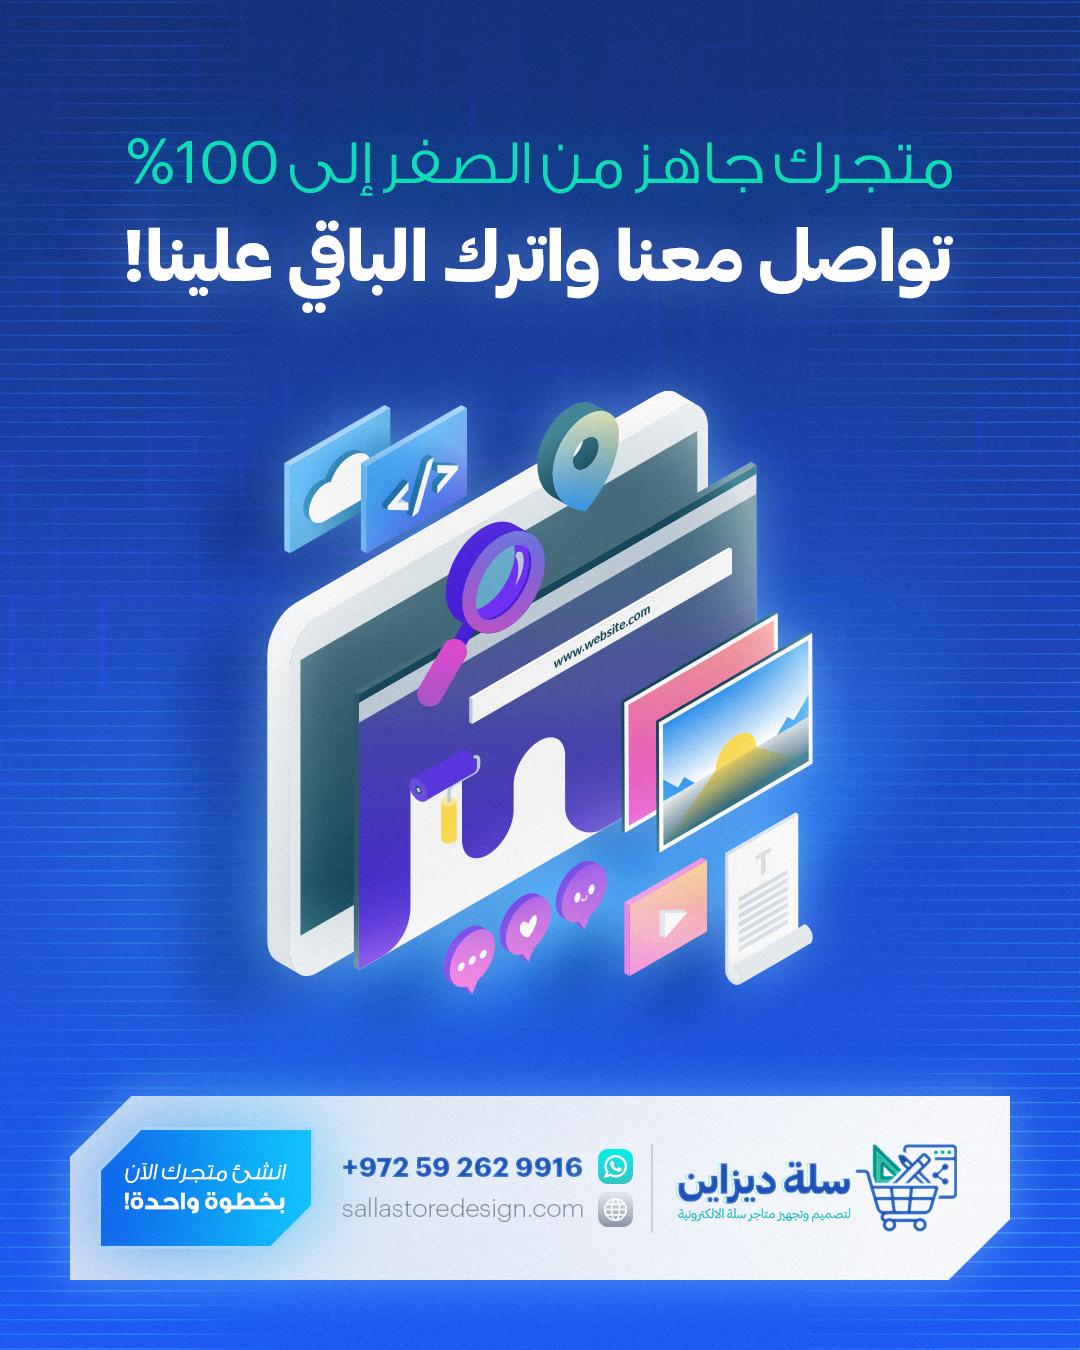 متجرك جاهز من الصفر إلى 100%
تواصل معنا واترك الباقي علينا!
</>
www.website.com
T
سلة ديزاين
لتصميم وتجهيز متاجر سلة الالكترونية
+972 59 262 9916
sallastoredesign.com
انشئ متجرك الآن
بخطوة واحدة!